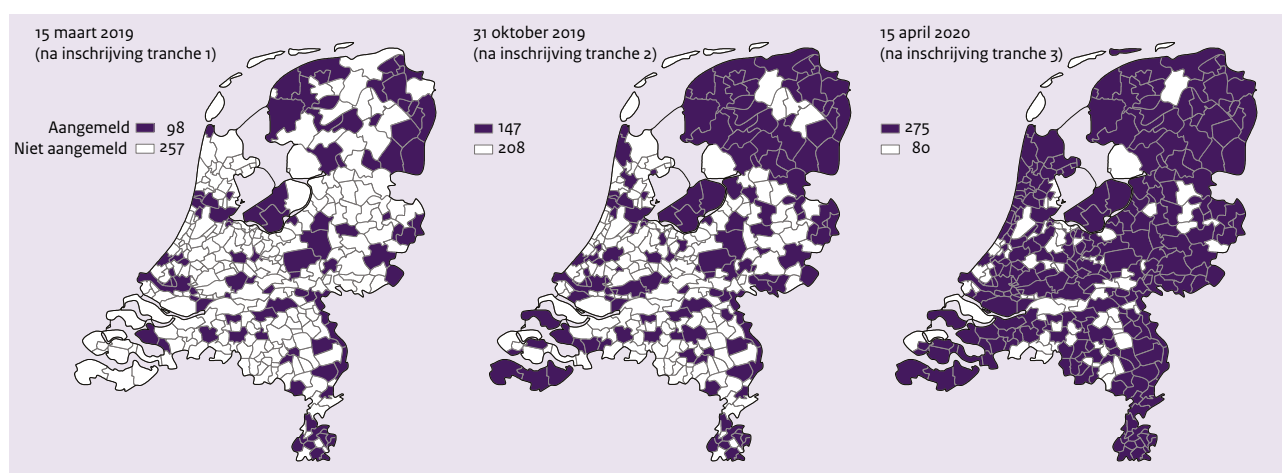 15 maart 2019
(na inschrijving tranche 1)
Aangemeld 98
Niet aangemeld 257
31 oktober 2019
(na inschrijving tranche 2)
147
208
15 april 2020
(na inschrijving tranche 3)
275
80